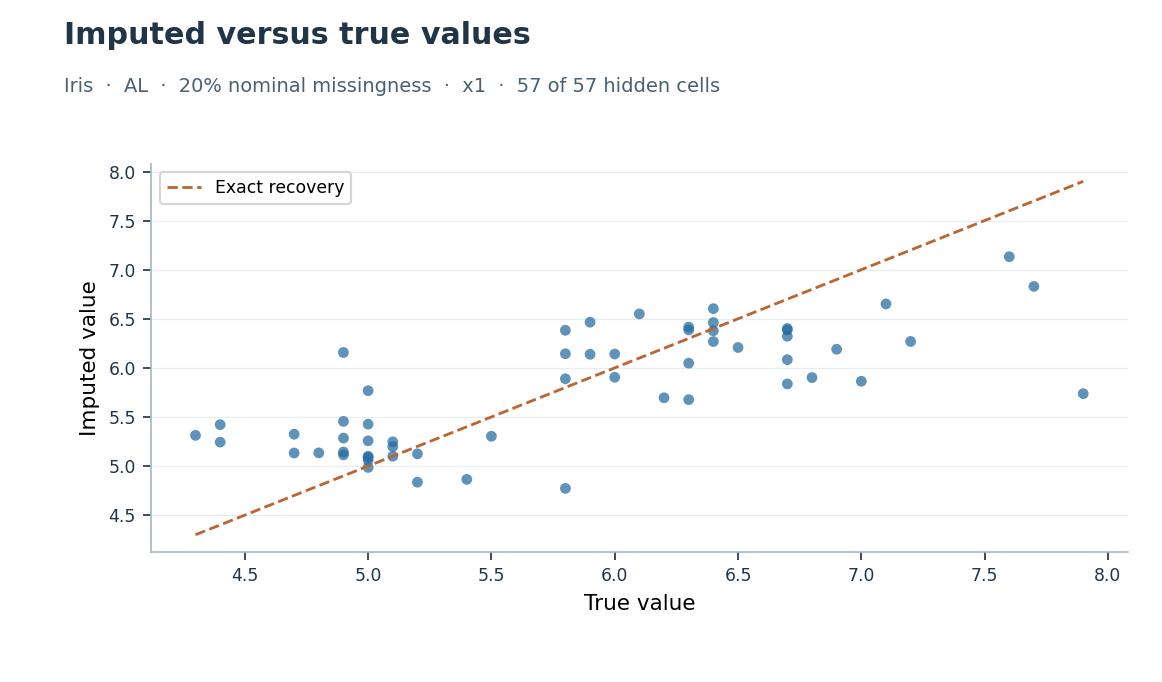 Imputed versus true values
Iris · AL · 20% nominal missingness · x1 · 57 of 57 hidden cells
Exact recovery
8.0
7.5
7.0
6.5
6.0
5.5
5.0
4.5
Imputed value
4.5 5.0 5.5 6.0 6.5 7.0 7.5 8.0
True value